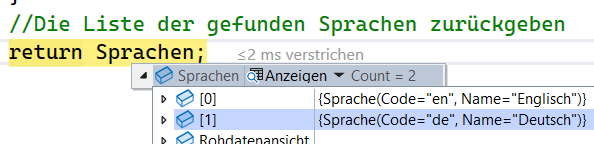 //Die Liste der gefunden Sprachen zurückgeben
return Sprachen; ≤2 ms verstrichen
Sprachen Anzeigen Count = 2
[0] {Sprache(Code="en", Name="Englisch")}
[1] {Sprache(Code="de", Name="Deutsch")}
Rohdatenansicht